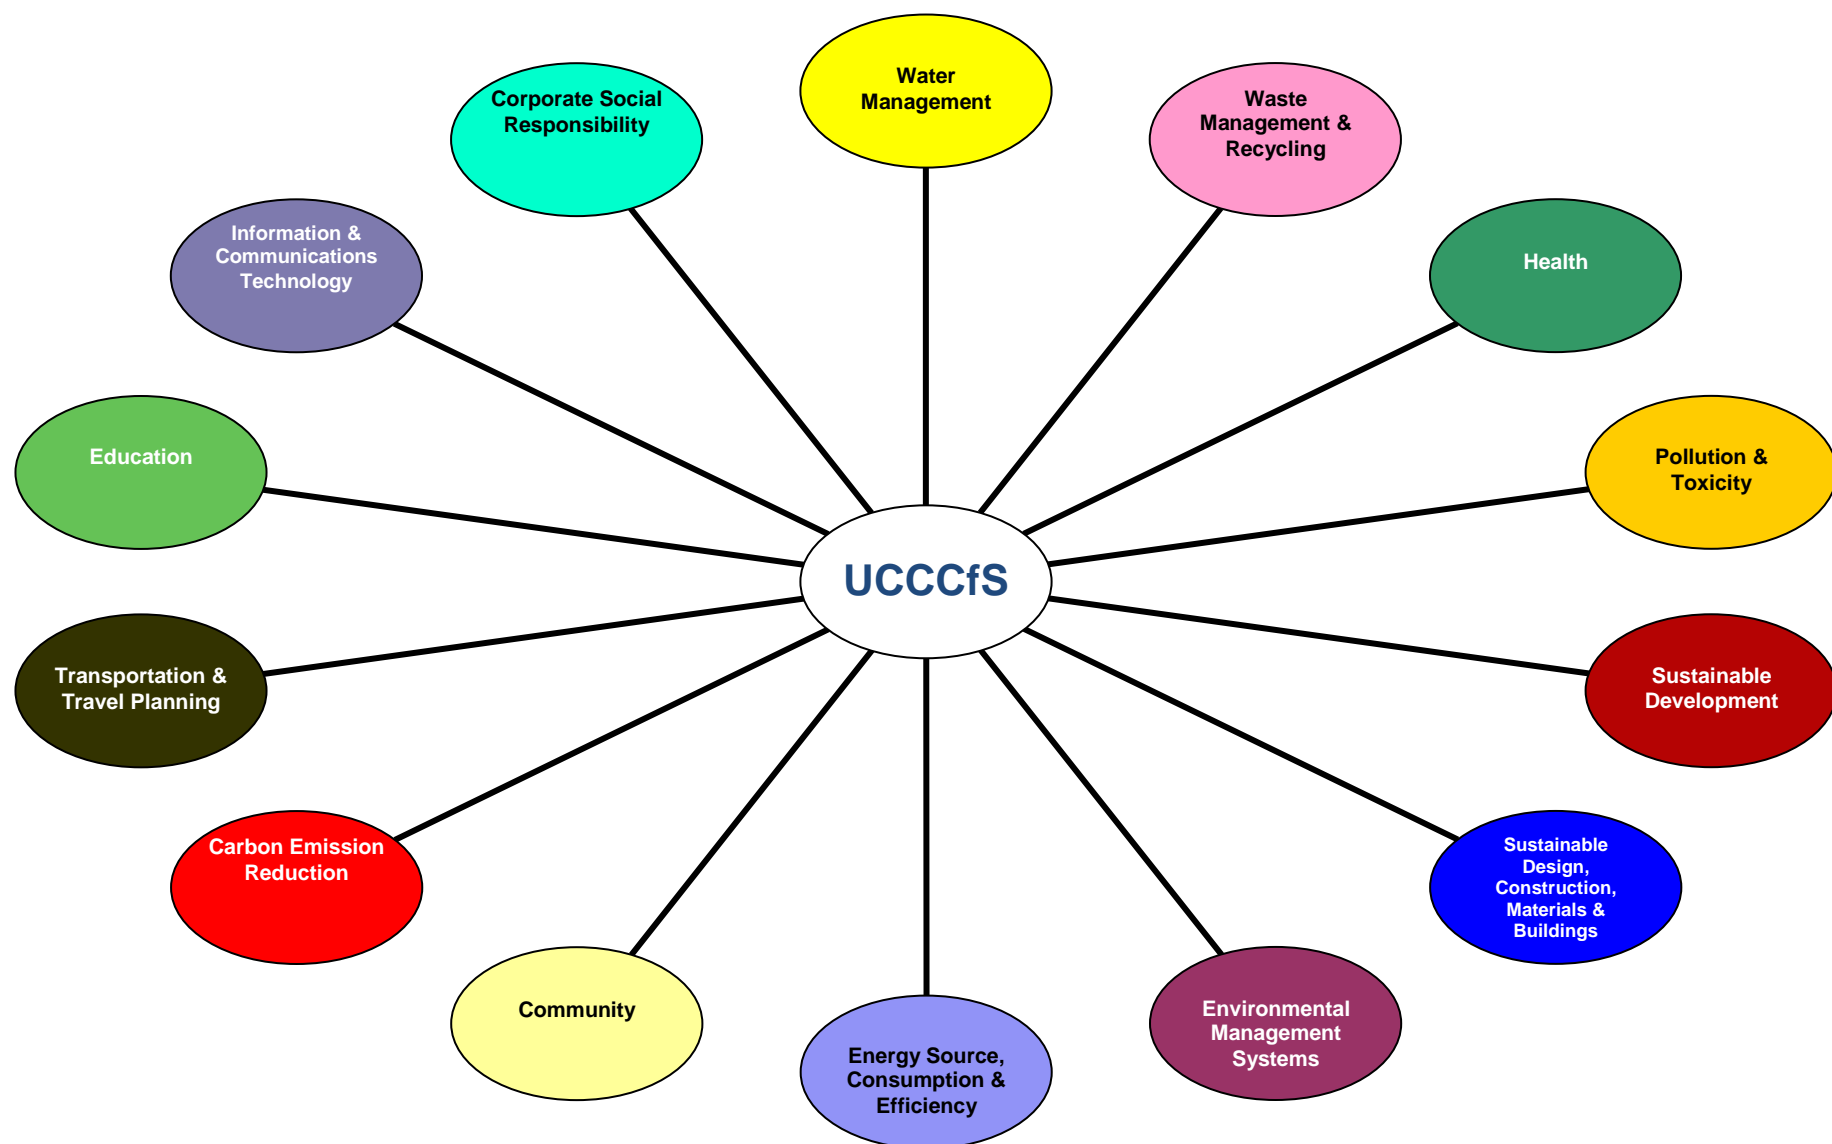 Water
Management
Corporate Social
Responsibility
Waste
Management &
Recycling
Information &
Communications
Technology
Health
Education
Pollution &
Toxicity
UCCCfS
Transportation &
Travel Planning
Sustainable
Development
Carbon Emission
Reduction
Sustainable
Design,
Construction,
Materials &
Buildings
Community
Environmental
Management
Systems
Energy Source,
Consumption &
Efficiency